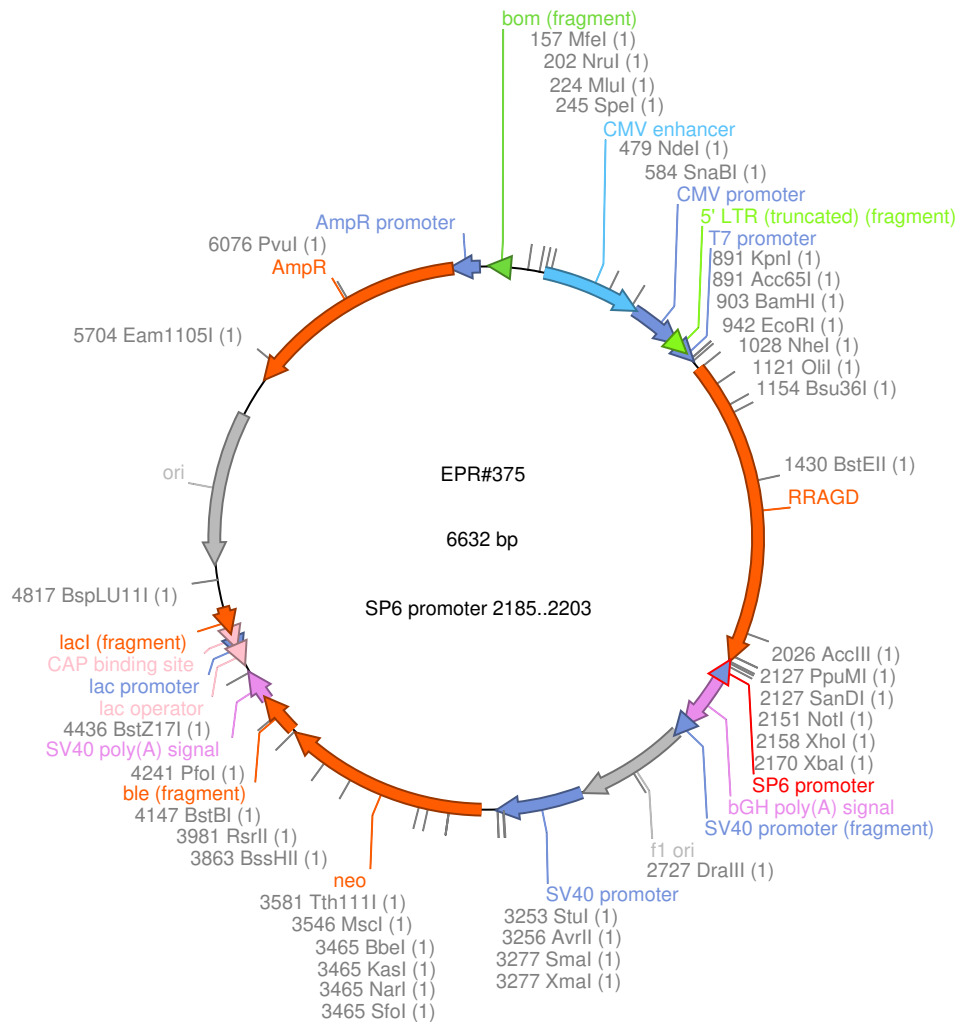 bom (fragment)
157 MfeI (1)
202 NruI (1)
224 MluI (1)
245 SpeI (1)
CMV enhancer
479 NdeI (1)
584 SnaBI (1)
CMV promoter
5' LTR (truncated) (fragment)
T7 promoter
891 KpnI (1)
891 Acc65I (1)
903 BamHI (1)
942 EcoRI (1)
1028 NheI (1)
1121 OliI (1)
1154 Bsu36I (1)
1430 BstEII (1)
RRAGD
2026 AccIII (1)
2127 PpuMI (1)
2127 SanDI (1)
2151 NotI (1)
2158 XhoI (1)
2170 XbaI (1)
SP6 promoter
bGH poly(A) signal
SV40 promoter (fragment)
f1 ori
2727 DraIII (1)
SV40 promoter
3253 StuI (1)
3256 AvrII (1)
3277 SmaI (1)
3277 XmaI (1)
neo
3581 Tth111I (1)
3546 MscI (1)
3465 BbeI (1)
3465 KasI (1)
3465 NarI (1)
3465 SfoI (1)
3863 BssHII (1)
3981 RsrII (1)
4147 BstBI (1)
ble (fragment)
4241 PfoI (1)
SV40 poly(A) signal
4436 BstZ17I (1)
lac operator
lac promoter
CAP binding site
lacI (fragment)
4817 BspLU11I (1)
ori
5704 Eam1105I (1)
AmpR
6076 PvuI (1)
AmpR promoter
EPR#375
6632 bp
SP6 promoter 2185..2203